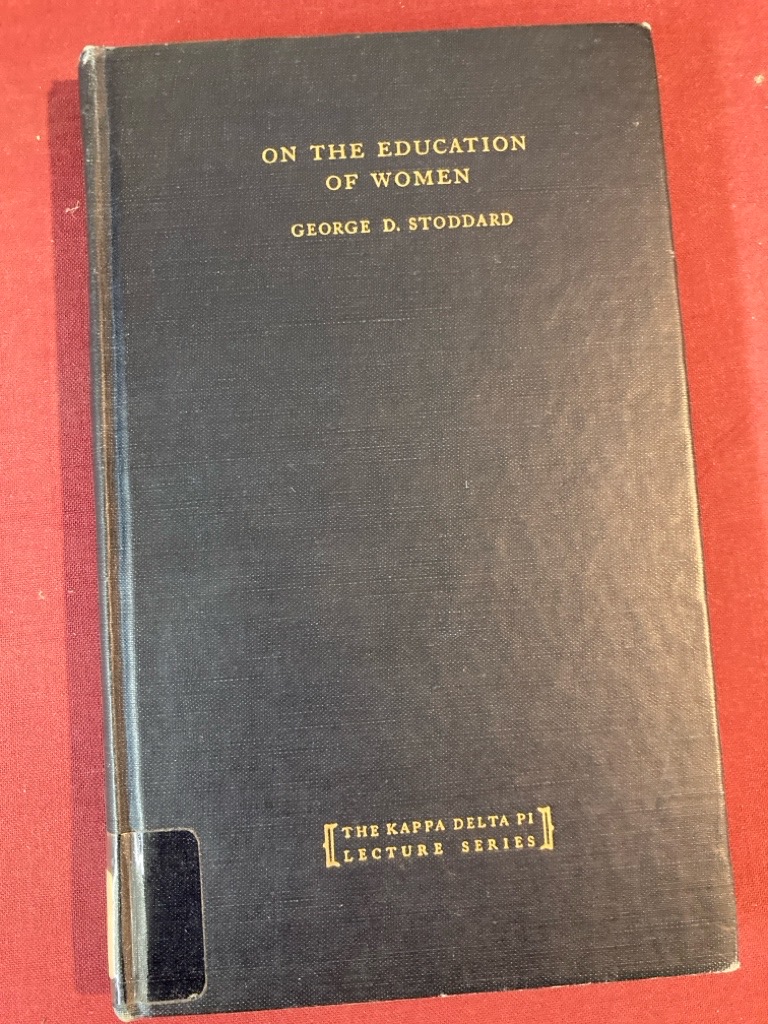 ON THE EDUCATION
OF WOMEN
GEORGE D. STODDARD
THE KAPPA DELTA PI
LECTURE SERIES